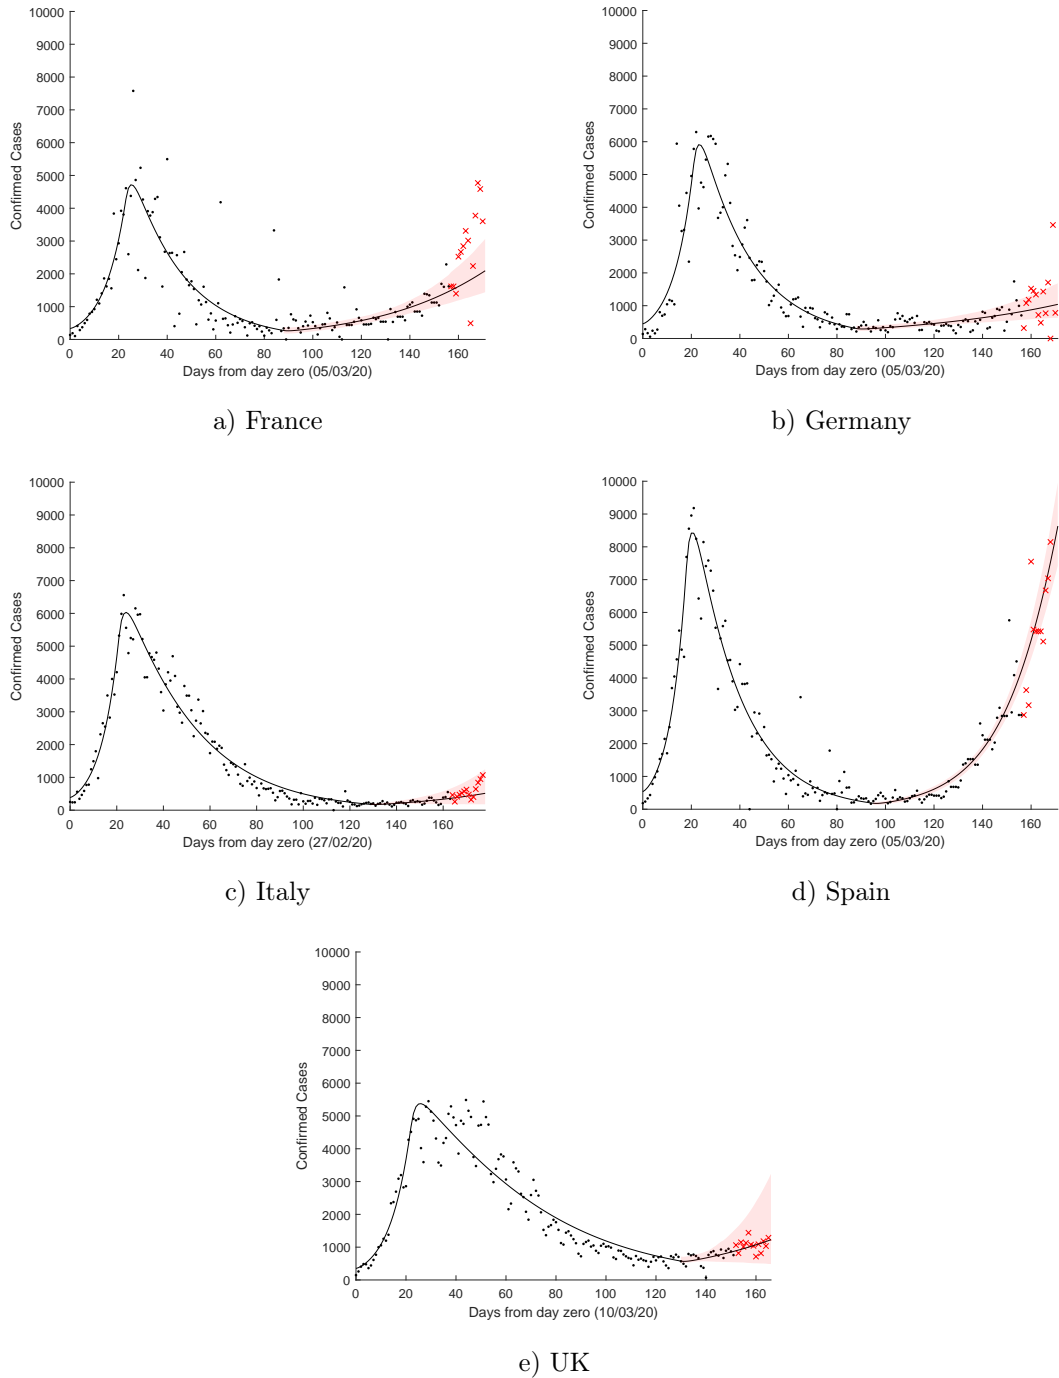 10000
9000
8000
7000
6000
5000
4000
3000
2000
1000
0
Confirmed Cases
0 20 40 60 80 100 120 140 160
Days from day zero (05/03/20)
a) France
10000
9000
8000
7000
6000
5000
4000
3000
2000
1000
0
Confirmed Cases
0 20 40 60 80 100 120 140 160
Days from day zero (05/03/20)
b) Germany
10000
9000
8000
7000
6000
5000
4000
3000
2000
1000
0
Confirmed Cases
0 20 40 60 80 100 120 140 160
Days from day zero (27/02/20)
c) Italy
10000
9000
8000
7000
6000
5000
4000
3000
2000
1000
0
Confirmed Cases
0 20 40 60 80 100 120 140 160
Days from day zero (05/03/20)
d) Spain
10000
9000
8000
7000
6000
5000
4000
3000
2000
1000
0
Confirmed Cases
0 20 40 60 80 100 120 140 160
Days from day zero (10/03/20)
e) UK